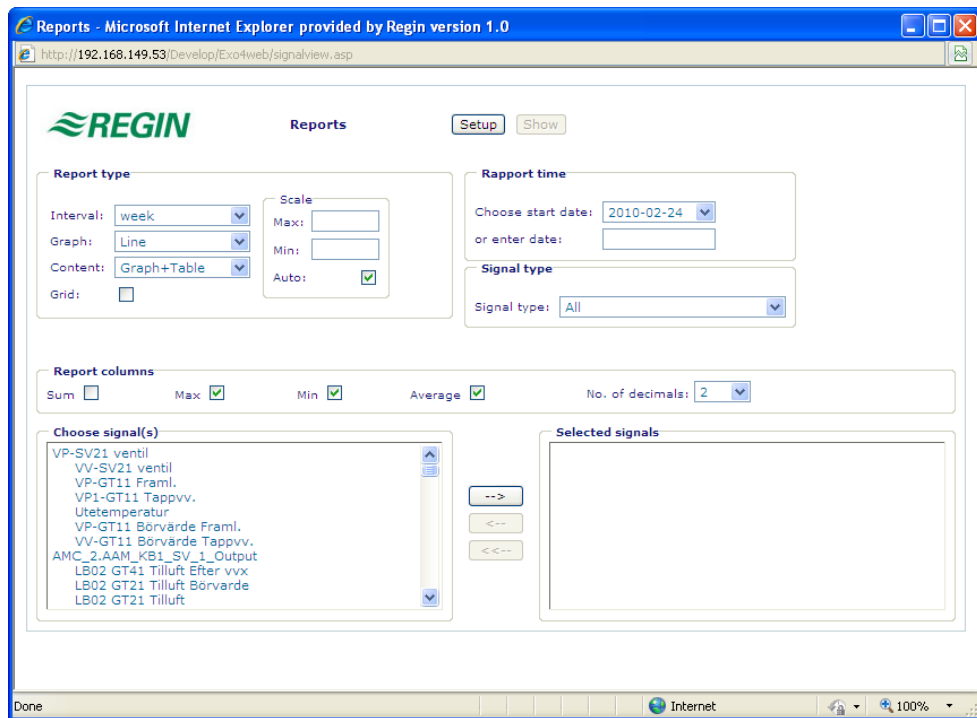 Reports - Microsoft Internet Explorer provided by Regin version 1.0
http://192.168.149.53/Develop/Exo4web/signalview.asp
REGIN
Reports
Setup
Show
Report type
Interval: week
Graph: Line
Content: Graph+Table
Grid:
Scale
Max:
Min:
Auto:
Rapport time
Choose start date: 2010-02-24
or enter date:
Signal type
Signal type: All
Report columns
Sum Max Min Average No. of decimals: 2
Choose signal(s)
VP-SV21 ventil
VV-SV21 ventil
VP-GT11 Framl.
VP1-GT11 Tappvv.
Utetemperatur
VP-GT11 Börvärde Framl.
VV-GT11 Börvärde Tappvv.
AMC_2.AAM_KB1_SV_1_Output
LB02 GT41 Tilluft Efter vvx
LB02 GT21 Tilluft Börvarde
LB02 GT21 Tilluft
-->
<--
<<--
Selected signals
Done
Internet
100%